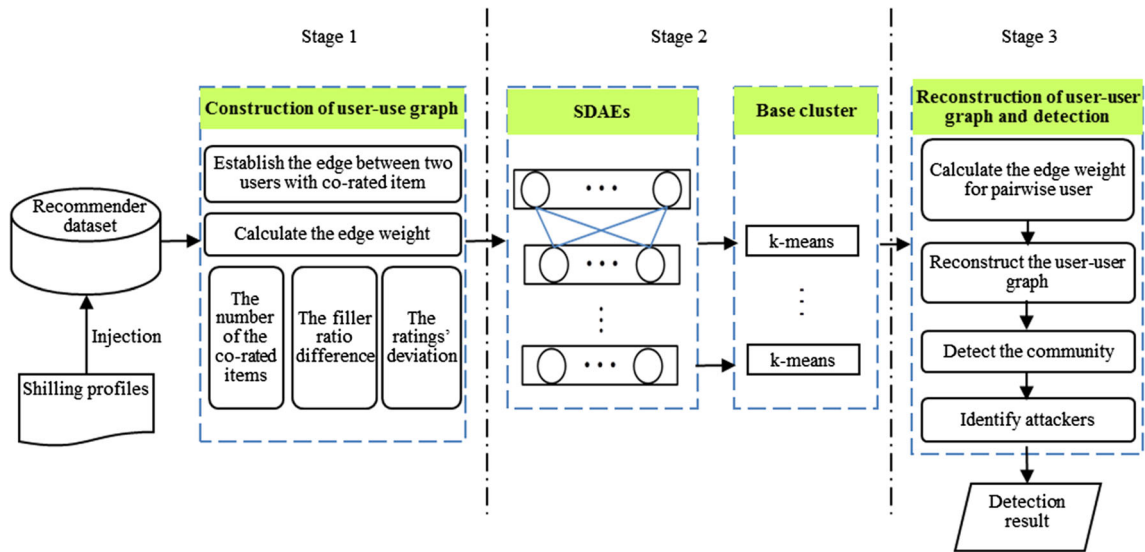 Stage 1
Stage 2
Stage 3
Recommender
dataset
Injection
Shilling profiles
Construction of user-use graph
Establish the edge between two
users with co-rated item
Calculate the edge weight
The
number
of the
co-rated
items
The
filler
ratio
difference
The
ratings'
deviation
SDAEs
• • •
• • •
⋮
• • •
Base cluster
k-means
⋮
k-means
Reconstruction of user-user
graph and detection
Calculate the edge weight
for pairwise user
Reconstruct the user-user
graph
Detect the community
Identify attackers
Detection
result